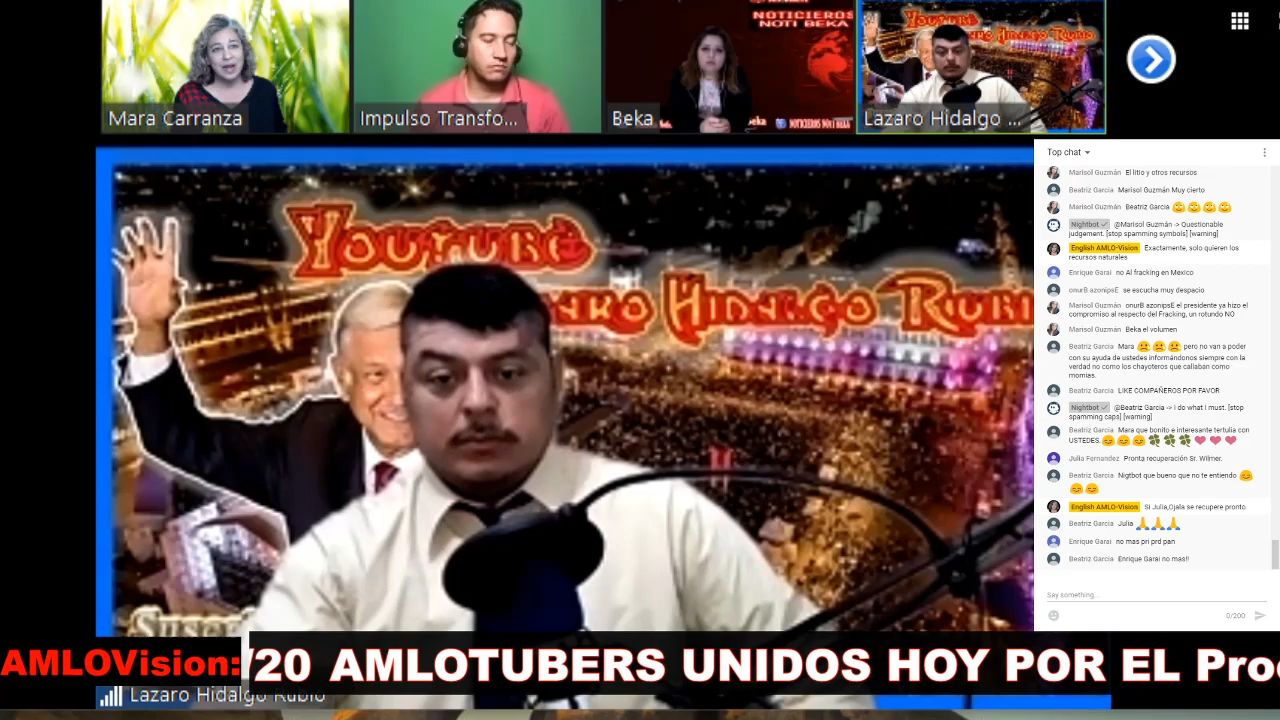 NOTICIEROS
NOTI BEKA
Mara Carranza
Impulso Transfo...
Beka
NOTICIEROS NOTI BEKA
Lazaro Hidalgo ...
YouTube
Hidalgo Rubio
Top chat
Marisol Guzmán El litio y otros recursos
Beatriz Garcia Marisol Guzmán Muy cierto
Marisol Guzmán Beatriz Garcia
Nightbot @Marisol Guzmán -> Questionable
judgement. [stop spamming symbols] [warning]
English AMLO-Vision Exactamente, solo quieren los
recursos naturales
Enrique Garai no Al fracking en Mexico
onurB azonipsE se escucha muy despacio
Marisol Guzmán onurB azonipsE el presidente ya hizo el
compromiso al respecto del Fracking, un rotundo NO
Marisol Guzmán Beka el volumen
Beatriz Garcia Mara 😦😦😦 pero no van a poder
con su ayuda de ustedes informándonos siempre con la
verdad no como los chayoteros que callaban como
momias.
Beatriz Garcia LIKE COMPAÑEROS POR FAVOR
Nightbot @Beatriz Garcia -> I do what i must. [stop
spamming caps] [warning]
Beatriz Garcia Mara que bonito e interesante tertulia con
USTEDES.😊😊😊🍀🍀🍀❤❤❤
Julia Fernandez Pronta recuperación Sr. Wilmer.
Beatriz Garcia Nigtbot que bueno que no te entiendo 😊
😊😊
English AMLO-Vision Si Julia,Ojala se recupere pronto.
Beatriz Garcia Julia 🙏🙏🙏
Enrique Garai no mas pri prd pan
Beatriz Garcia Enrique Garai no mas!!
Say something...
0/200
AMLOVision: /20 AMLOTUBERS UNIDOS HOY POR EL Pro
Lazaro Hidalgo Rubio